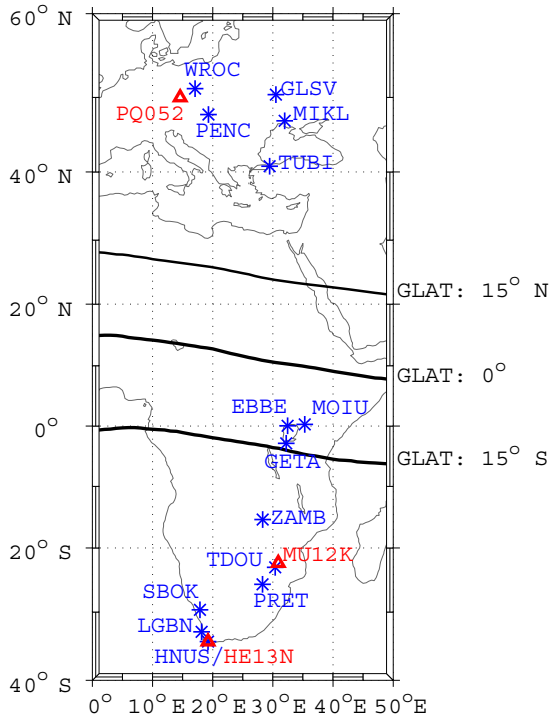 60° N
WROC
GLSV
PQ052
MIKL
PENC
TUBI
40° N
GLAT: 15° N
20° N
GLAT: 0°
EBBE
MOIU
0°
GETA
GLAT: 15° S
ZAMB
20° S
TDOU
MU12K
PRET
SBOK
LGBN
HNUS/HE13N
40° S
0° 10° E 20° E 30° E 40° E 50° E